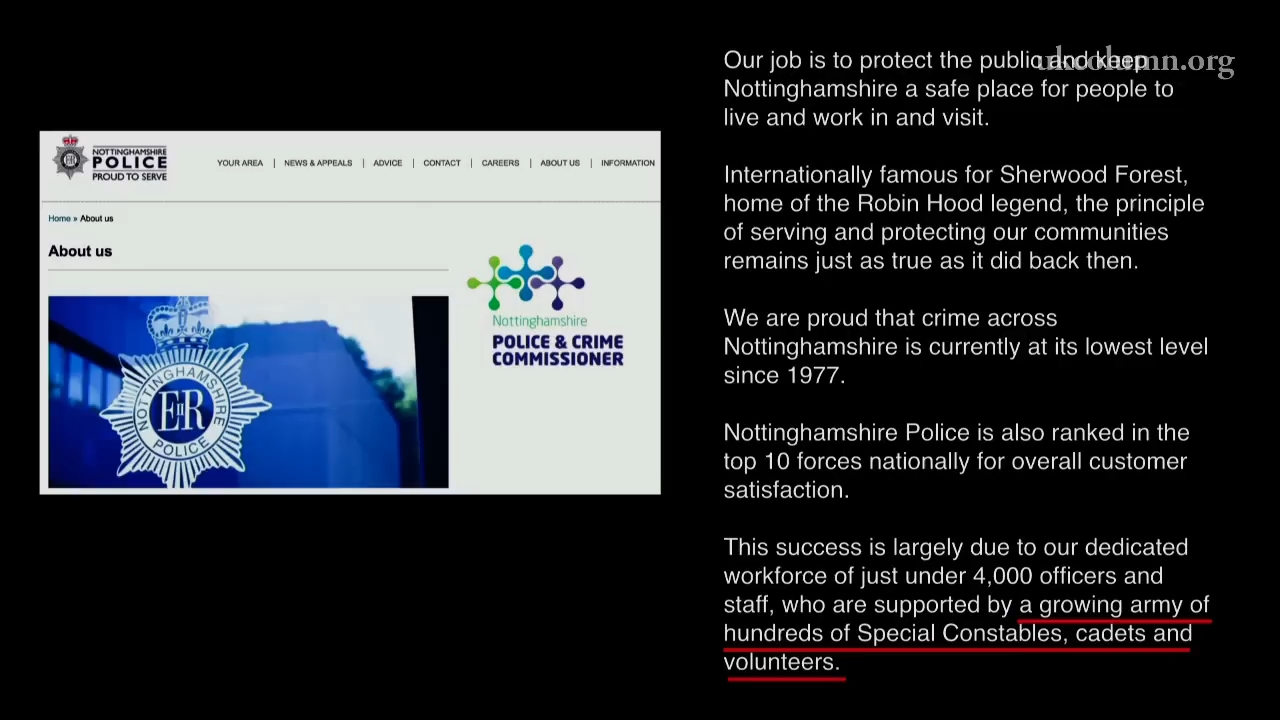 ukcolumn.org
Our job is to protect the public and keep
Nottinghamshire a safe place for people to
live and work in and visit.
Internationally famous for Sherwood Forest,
home of the Robin Hood legend, the principle
of serving and protecting our communities
remains just as true as it did back then.
We are proud that crime across
Nottinghamshire is currently at its lowest level
since 1977.
Nottinghamshire Police is also ranked in the
top 10 forces nationally for overall customer
satisfaction.
This success is largely due to our dedicated
workforce of just under 4,000 officers and
staff, who are supported by a growing army of
hundreds of Special Constables, cadets and
volunteers.
NOTTINGHAMSHIRE
POLICE
PROUD TO SERVE
YOUR AREA | NEWS & APPEALS | ADVICE | CONTACT | CAREERS | ABOUT US | INFORMATION
Home » About us
About us
NOTTINGHAMSHIRE
EIIR
POLICE
Nottinghamshire
POLICE & CRIME
COMMISSIONER